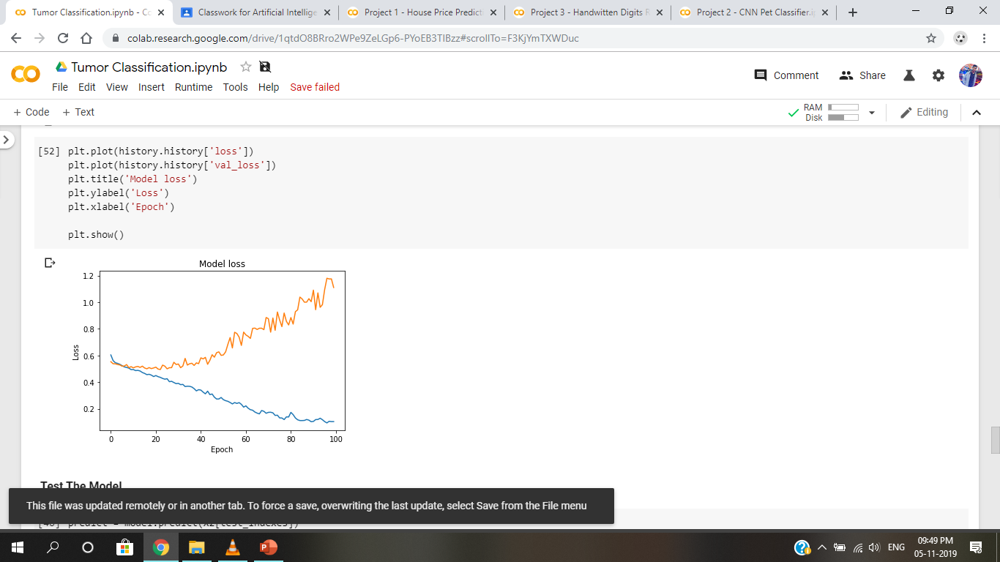 Tumor Classification.ipynb - Co
Classwork for Artificial Intellige
Project 1 - House Price Predicti
Project 3 - Handwitten Digits R
Project 2 - CNN Pet Classifier.i
colab.research.google.com/drive/1qtdO8BRro2WPe9ZeLGp6-PYoEB3TIBzz#scrollTo=F3KjYmTXWDuc
Tumor Classification.ipynb
File Edit View Insert Runtime Tools Help Save failed
Comment Share
+ Code + Text
RAM
Disk
Editing
[52] plt.plot(history.history['loss'])
plt.plot(history.history['val_loss'])
plt.title('Model loss')
plt.ylabel('Loss')
plt.xlabel('Epoch')
plt.show()
Model loss
1.2
1.0
0.8
0.6
0.4
0.2
Loss
0 20 40 60 80 100
Epoch
Test The Model
This file was updated remotely or in another tab. To force a save, overwriting the last update, select Save from the File menu
predict = model.predict(X2[test_indexes])
ENG
09:49 PM
05-11-2019